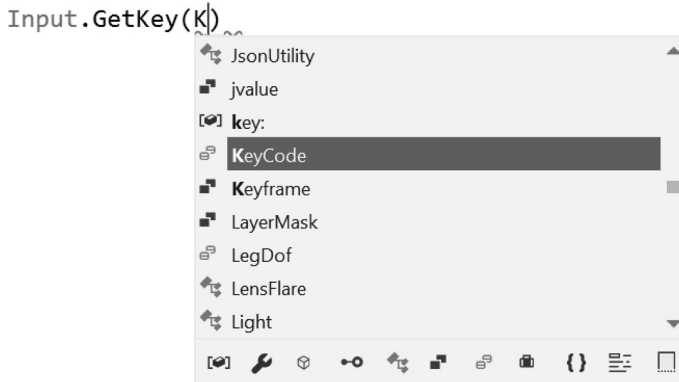 Input.GetKey(K)
JsonUtility
jvalue
key:
KeyCode
Keyframe
LayerMask
LegDof
LensFlare
Light